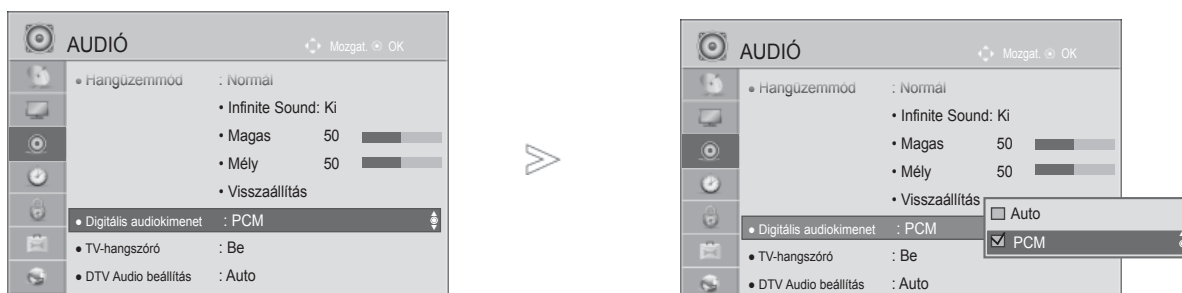 AUDIÓ
Mozgat. OK
• Hangüzemmód : Normál
• Infinite Sound: Ki
• Magas 50
• Mély 50
• Visszaállítás
• Digitális audiokimenet : PCM
• TV-hangszóró : Be
• DTV Audio beállítás : Auto
AUDIÓ
Mozgat. OK
• Hangüzemmód : Normál
• Infinite Sound: Ki
• Magas 50
• Mély 50
• Visszaállítás
Auto
• Digitális audiokimenet : PCM
PCM
• TV-hangszóró : Be
• DTV Audio beállítás : Auto